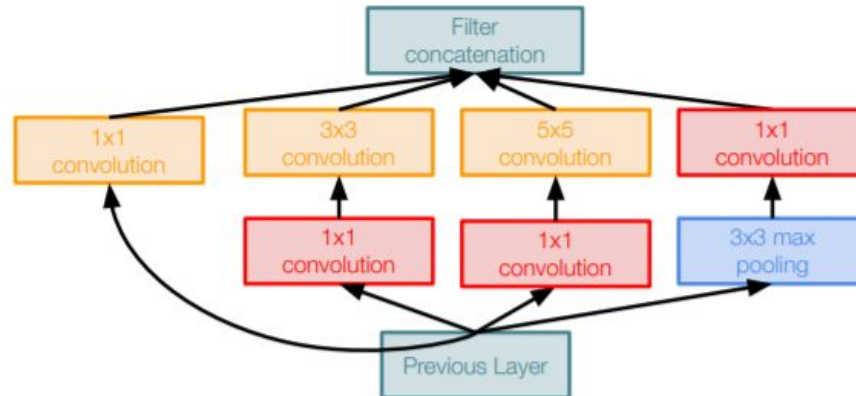 Filter
concatenation
1x1
convolution
3x3
convolution
5x5
convolution
1x1
convolution
1x1
convolution
1x1
convolution
3x3 max
pooling
Previous Layer